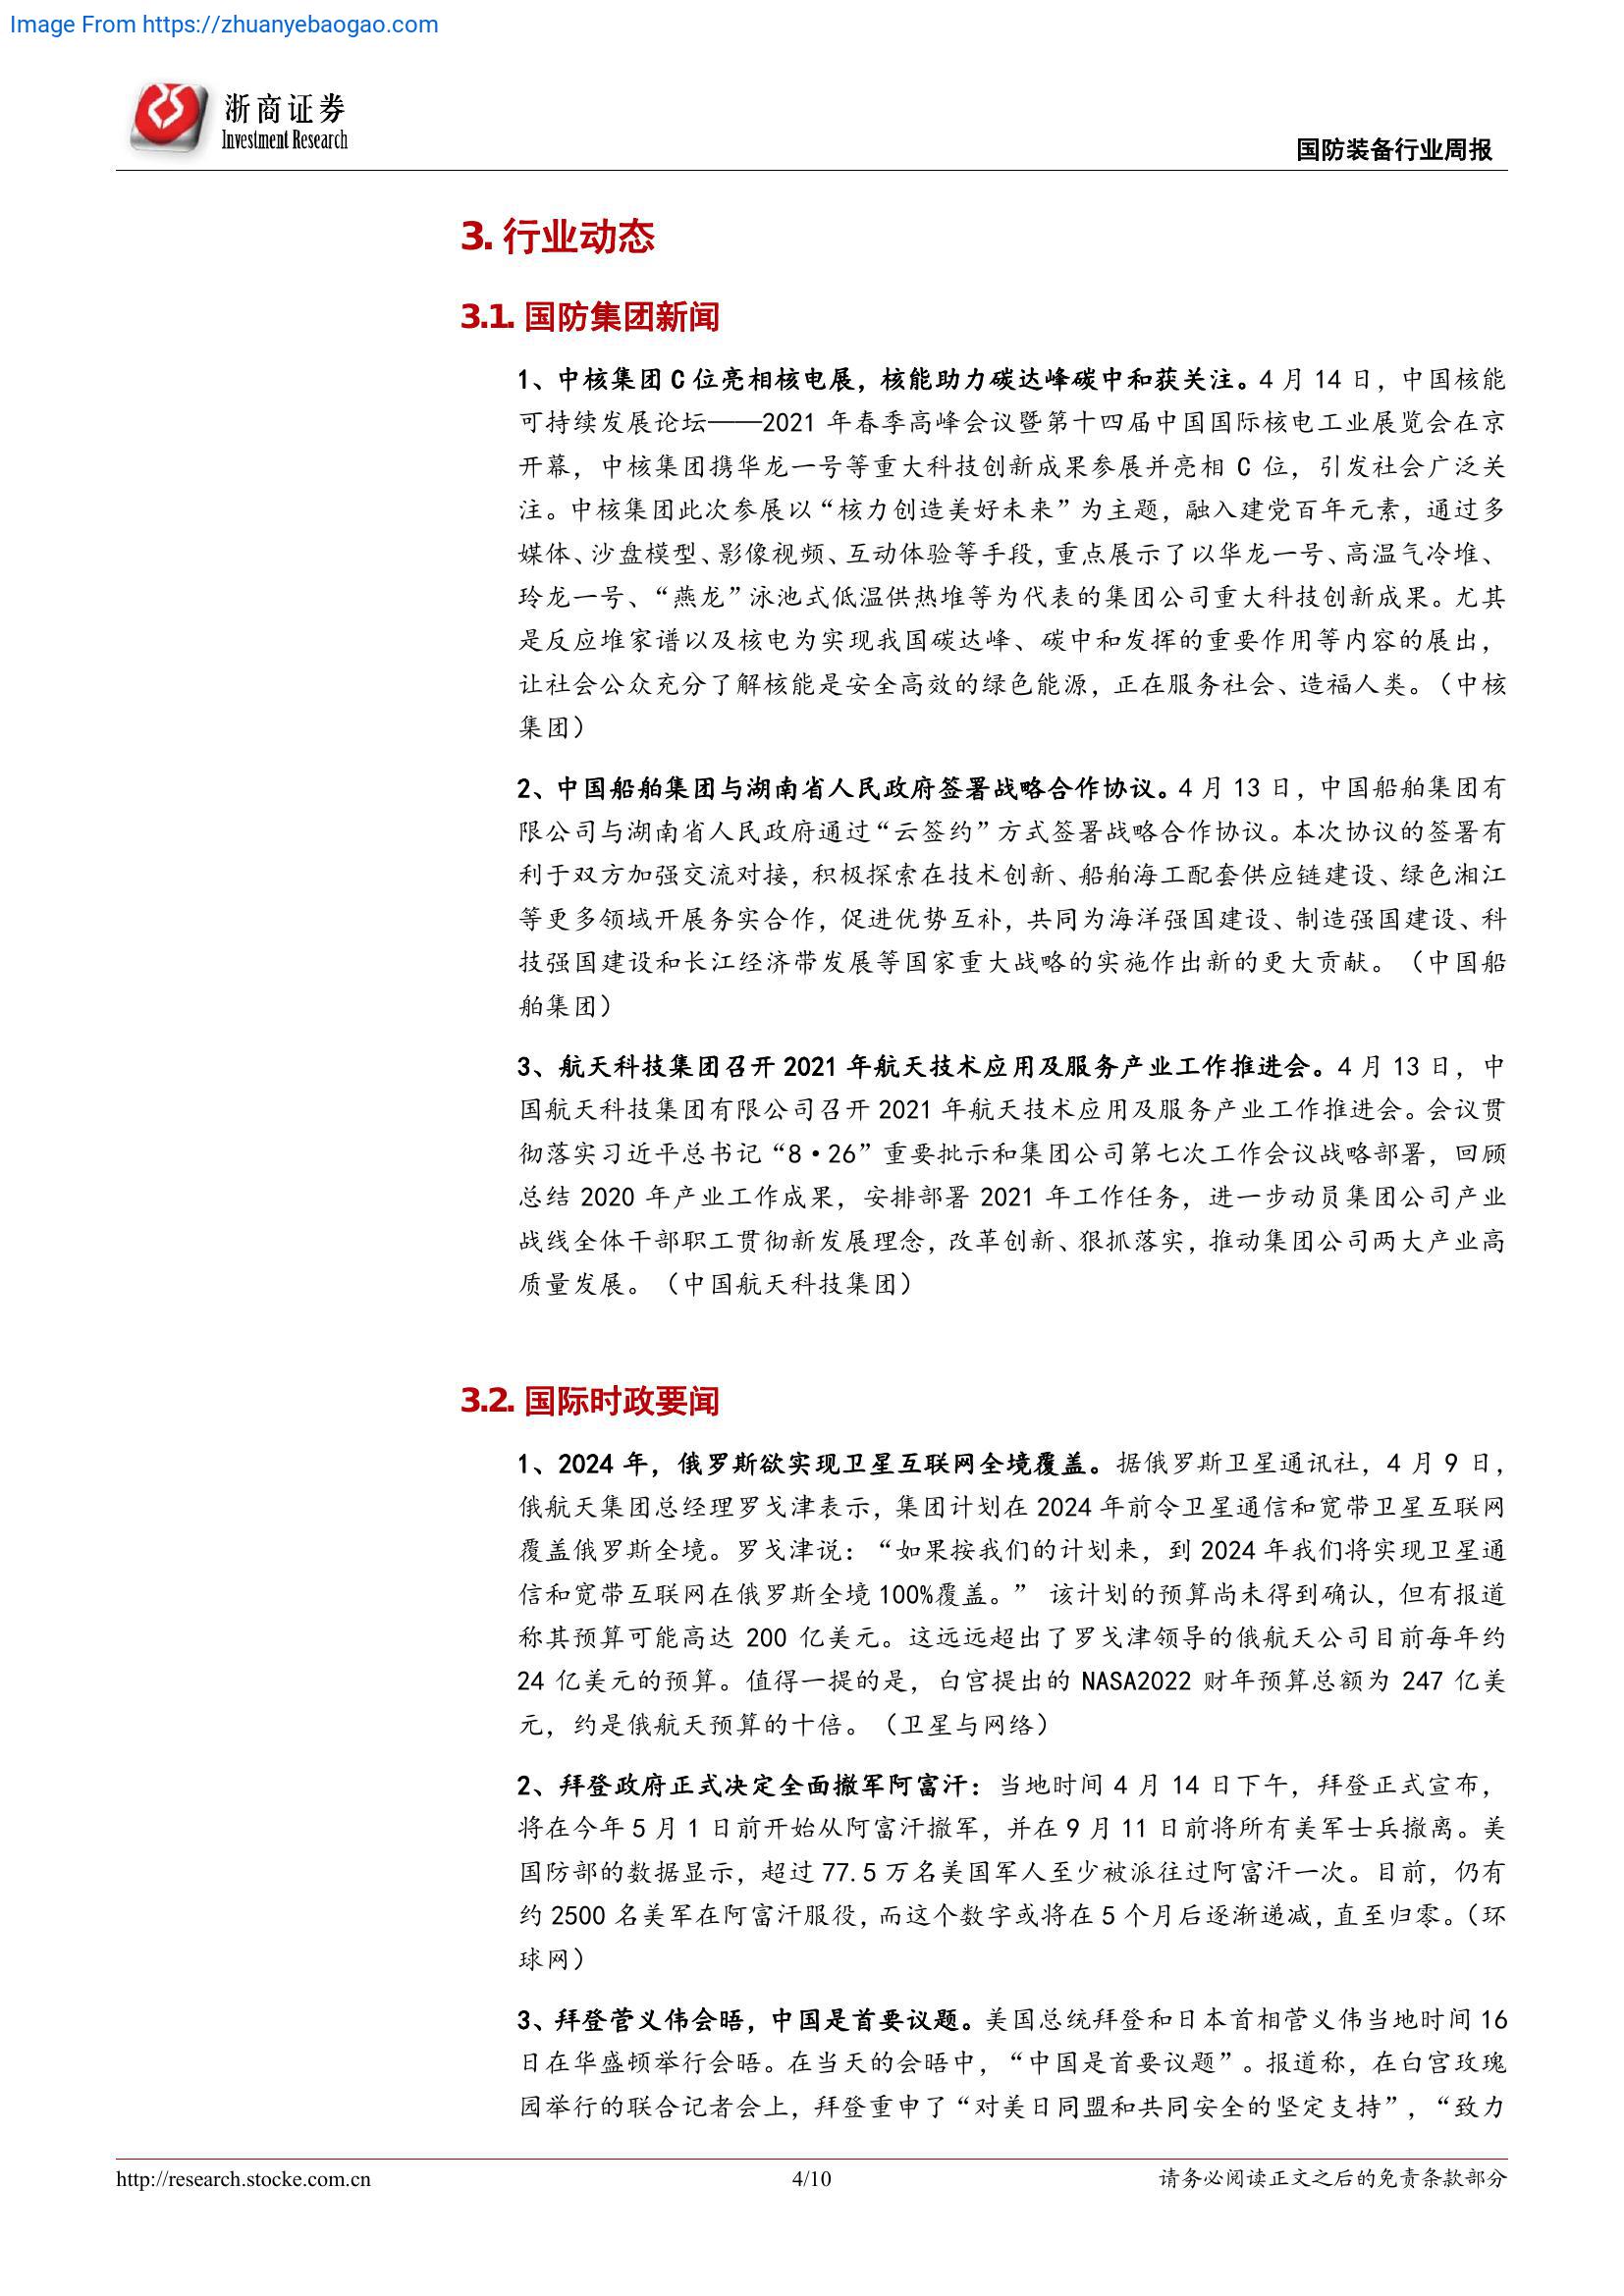 Image From https://zhuanyebaogao.com
浙商证券
Investment Research
国防装备行业周报
3. 行业动态
3.1. 国防集团新闻
1、中核集团 C 位亮相核电展，核能助力碳达峰碳中和获关注。4 月 14 日，中国核能
可持续发展论坛——2021 年春季高峰会议暨第十四届中国国际核电工业展览会在京
开幕，中核集团携华龙一号等重大科技创新成果参展并亮相 C 位，引发社会广泛关
注。中核集团此次参展以“核力创造美好未来”为主题，融入建党百年元素，通过多
媒体、沙盘模型、影像视频、互动体验等手段，重点展示了以华龙一号、高温气冷堆、
玲龙一号、“燕龙”泳池式低温供热堆等为代表的集团公司重大科技创新成果。尤其
是反应堆家谱以及核电为实现我国碳达峰、碳中和发挥的重要作用等内容的展出，
让社会公众充分了解核能是安全高效的绿色能源，正在服务社会、造福人类。（中核
集团）
2、中国船舶集团与湖南省人民政府签署战略合作协议。4 月 13 日，中国船舶集团有
限公司与湖南省人民政府通过“云签约”方式签署战略合作协议。本次协议的签署有
利于双方加强交流对接，积极探索在技术创新、船舶海工配套供应链建设、绿色湘江
等更多领域开展务实合作，促进优势互补，共同为海洋强国建设、制造强国建设、科
技强国建设和长江经济带发展等国家重大战略的实施作出新的更大贡献。（中国船
舶集团）
3、航天科技集团召开 2021 年航天技术应用及服务产业工作推进会。4 月 13 日，中
国航天科技集团有限公司召开 2021 年航天技术应用及服务产业工作推进会。会议贯
彻落实习近平总书记“8·26”重要批示和集团公司第七次工作会议战略部署，回顾
总结 2020 年产业工作成果，安排部署 2021 年工作任务，进一步动员集团公司产业
战线全体干部职工贯彻新发展理念，改革创新、狠抓落实，推动集团公司两大产业高
质量发展。（中国航天科技集团）
3.2. 国际时政要闻
1、2024 年，俄罗斯欲实现卫星互联网全境覆盖。据俄罗斯卫星通讯社，4 月 9 日，
俄航天集团总经理罗戈津表示，集团计划在 2024 年前令卫星通信和宽带卫星互联网
覆盖俄罗斯全境。罗戈津说：“如果按我们的计划来，到 2024 年我们将实现卫星通
信和宽带互联网在俄罗斯全境 100%覆盖。” 该计划的预算尚未得到确认，但有报道
称其预算可能高达 200 亿美元。这远远超出了罗戈津领导的俄航天公司目前每年约
24 亿美元的预算。值得一提的是，白宫提出的 NASA2022 财年预算总额为 247 亿美
元，约是俄航天预算的十倍。（卫星与网络）
2、拜登政府正式决定全面撤军阿富汗：当地时间 4 月 14 日下午，拜登正式宣布，
将在今年 5 月 1 日前开始从阿富汗撤军，并在 9 月 11 日前将所有美军士兵撤离。美
国防部的数据显示，超过 77.5 万名美国军人至少被派往过阿富汗一次。目前，仍有
约 2500 名美军在阿富汗服役，而这个数字或将在 5 个月后逐渐递减，直至归零。（环
球网）
3、拜登菅义伟会晤，中国是首要议题。美国总统拜登和日本首相菅义伟当地时间 16
日在华盛顿举行会晤。在当天的会晤中，“中国是首要议题”。报道称，在白宫玫瑰
园举行的联合记者会上，拜登重申了“对美日同盟和共同安全的坚定支持”，“致力
http://research.stocke.com.cn
4/10
请务必阅读正文之后的免责条款部分